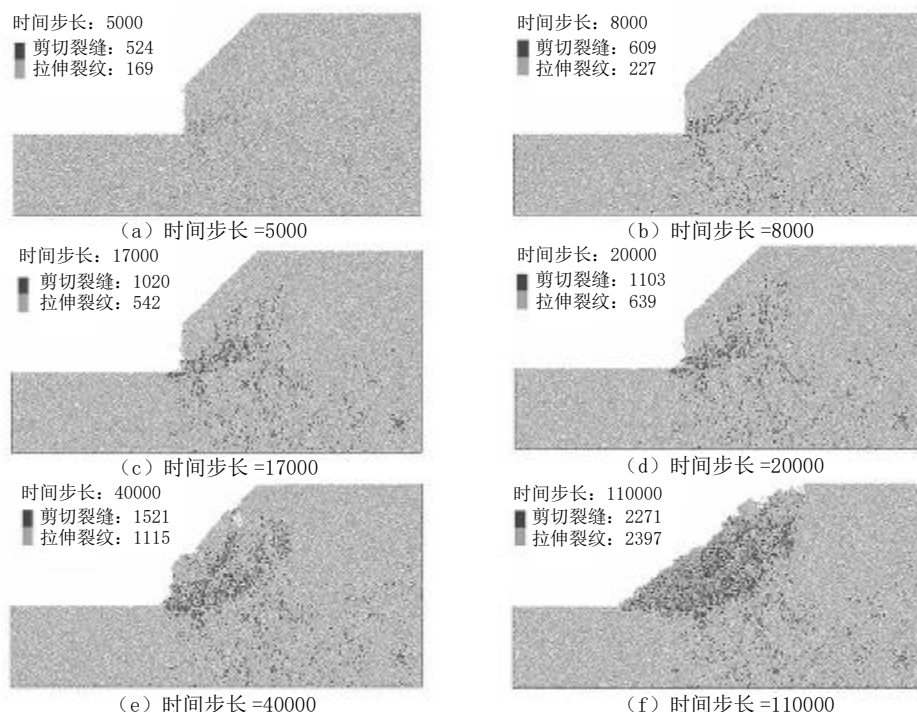 时间步长：5000
剪切裂缝：524
拉伸裂纹：169
（a）时间步长 =5000
时间步长：8000
剪切裂缝：609
拉伸裂纹：227
（b）时间步长 =8000
时间步长：17000
剪切裂缝：1020
拉伸裂纹：542
（c）时间步长 =17000
时间步长：20000
剪切裂缝：1103
拉伸裂纹：639
（d）时间步长 =20000
时间步长：40000
剪切裂缝：1521
拉伸裂纹：1115
（e）时间步长 =40000
时间步长：110000
剪切裂缝：2271
拉伸裂纹：2397
（f）时间步长 =110000